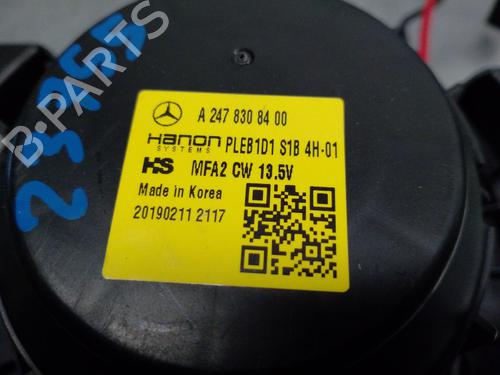 A 247 830 84 00
Hanon PLEB1D1 S1B 4H-01
SYSTEMS
HS MFA2 CW 13.5V
Made in Korea
20190211 2117